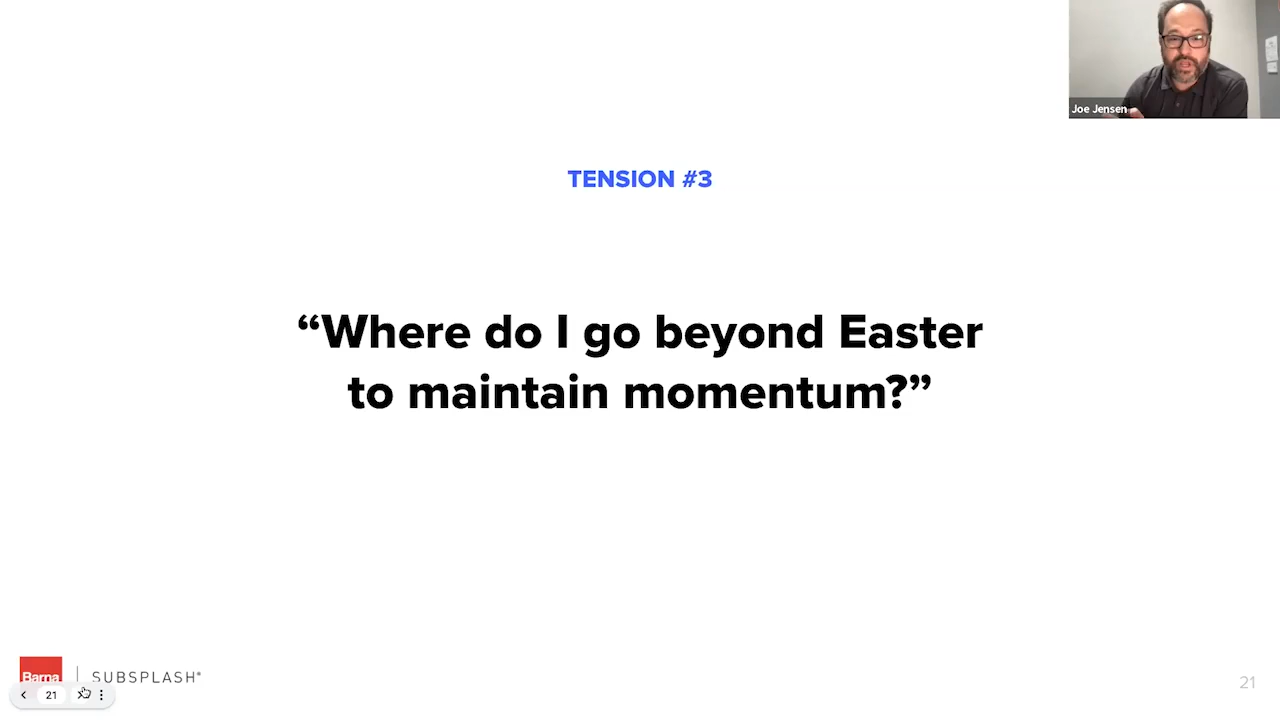 Joe Jensen
TENSION #3
“Where do I go beyond Easter
to maintain momentum?”
Barna
SUBSPLASH®
21
21